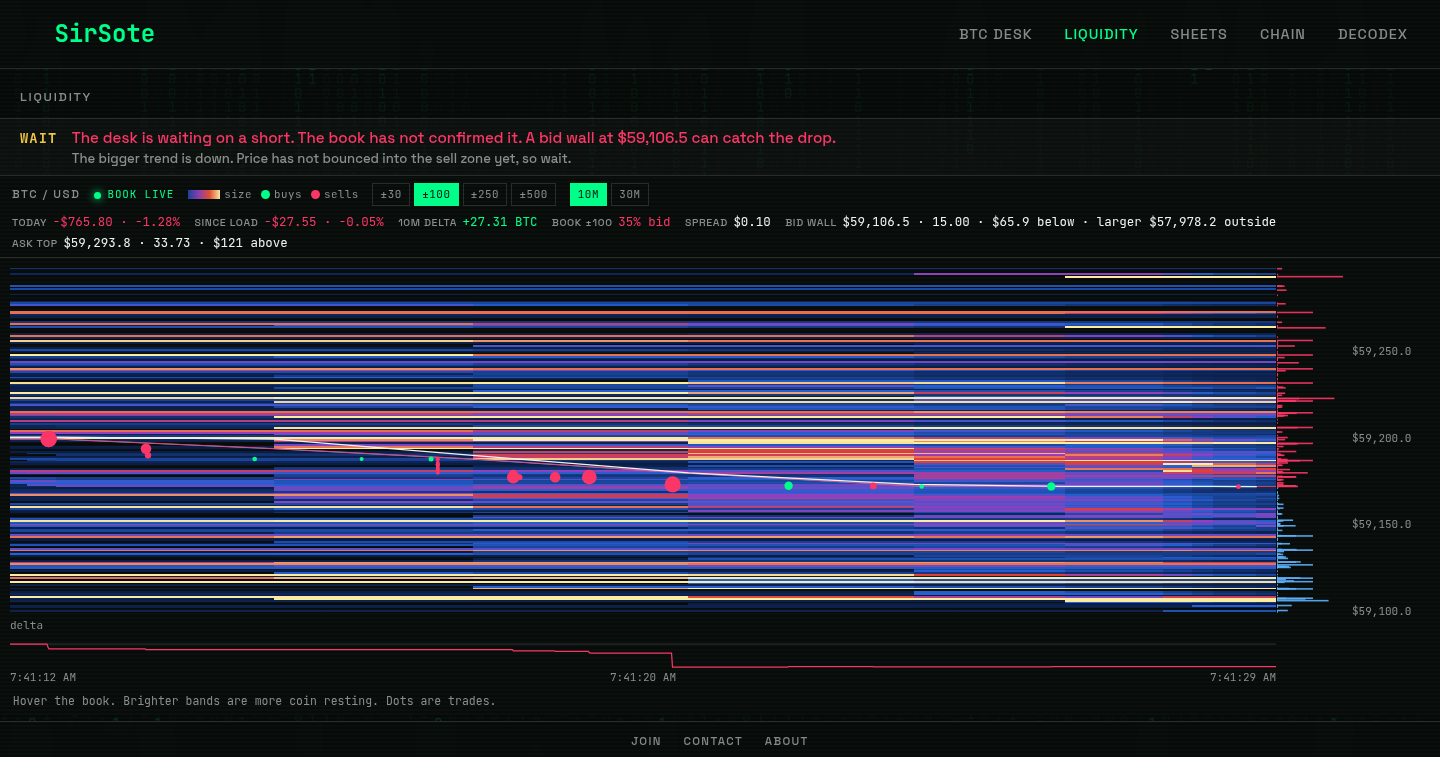 SirSote
BTC DESK LIQUIDITY SHEETS CHAIN DECODEX
LIQUIDITY
WAIT The desk is waiting on a short. The book has not confirmed it. A bid wall at $59,106.5 can catch the drop.
The bigger trend is down. Price has not bounced into the sell zone yet, so wait.
BTC / USD BOOK LIVE size buys sells ±30 ±100 ±250 ±500 10M 30M
TODAY -$765.80 · -1.28% SINCE LOAD -$27.55 · -0.05% 10M DELTA +27.31 BTC BOOK ±100 35% bid SPREAD $0.10 BID WALL $59,106.5 · 15.00 · $65.9 below · larger $57,978.2 outside
ASK TOP $59,293.8 · 33.73 · $121 above
$59,250.0
$59,200.0
$59,150.0
$59,100.0
delta
7:41:12 AM 7:41:20 AM 7:41:29 AM
Hover the book. Brighter bands are more coin resting. Dots are trades.
JOIN CONTACT ABOUT